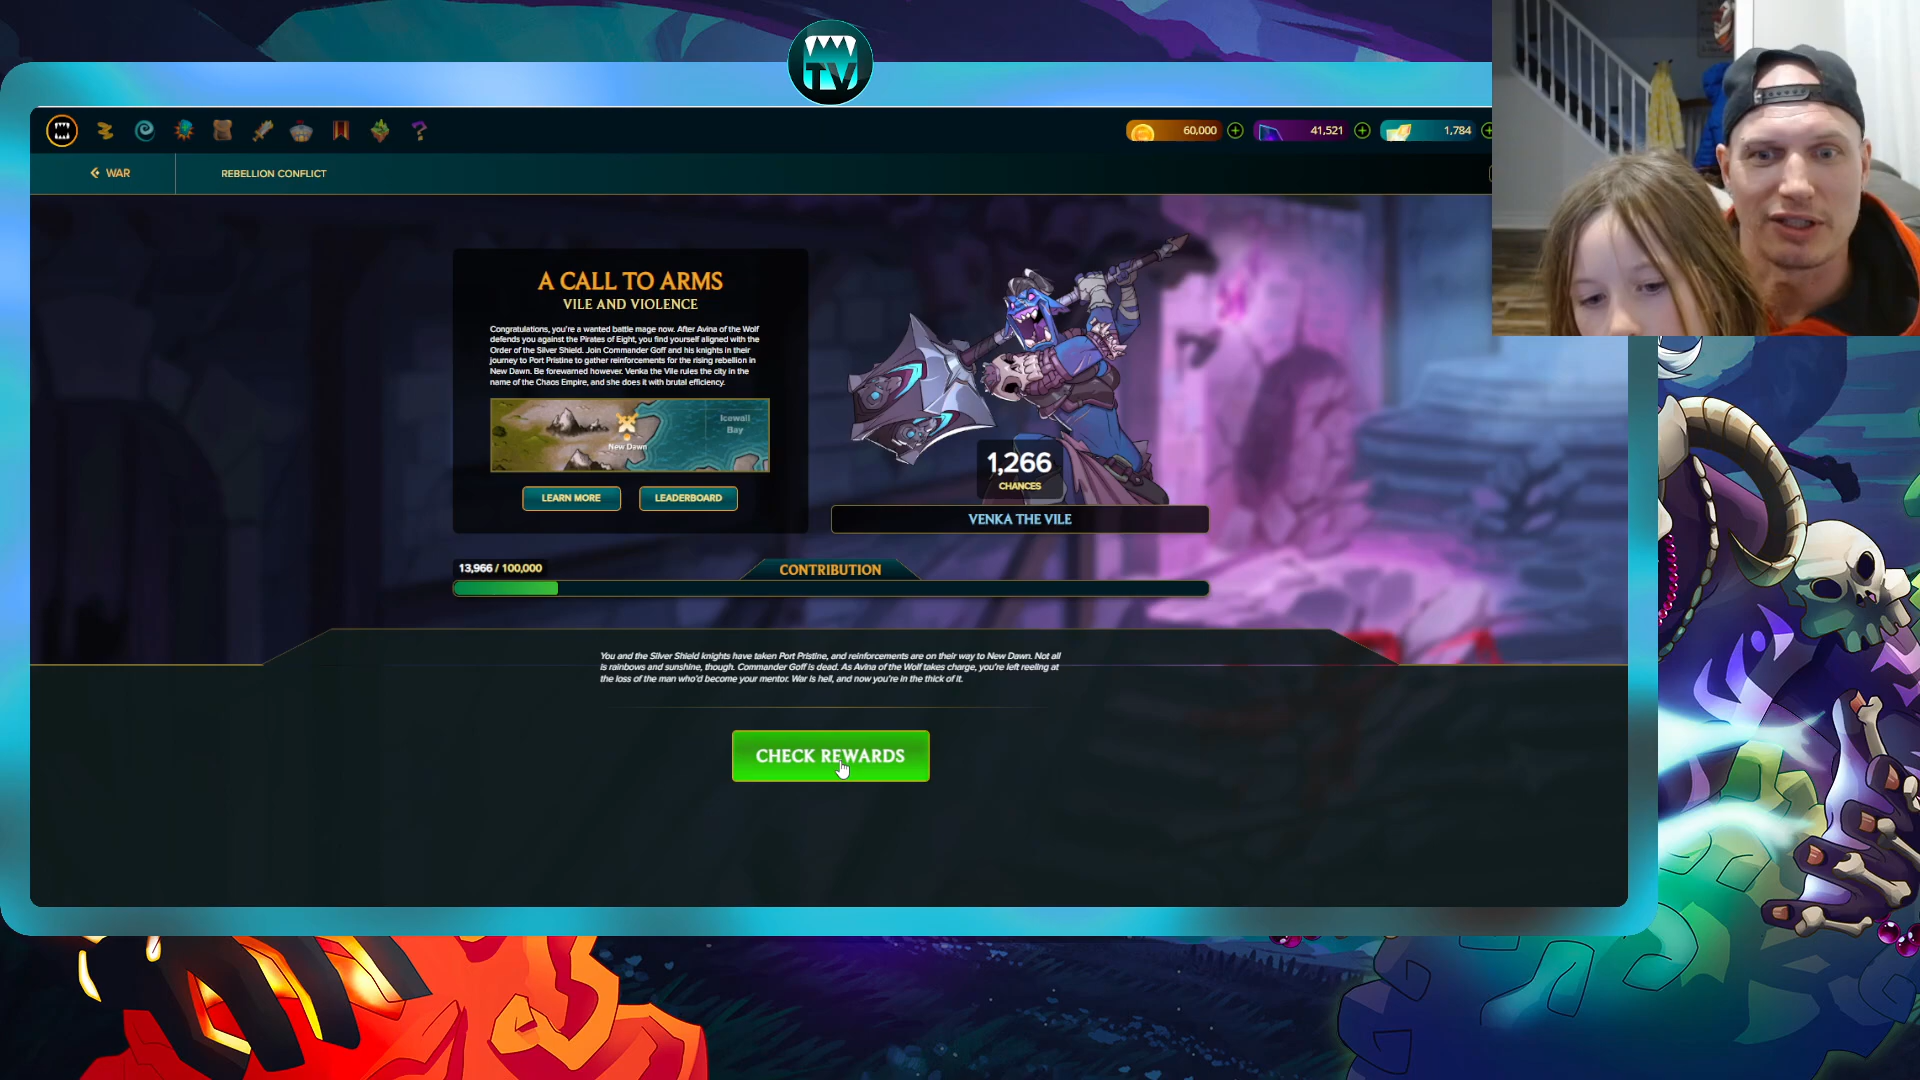 TV
60,000
41,521
1,784
WAR
REBELLION CONFLICT
A CALL TO ARMS
VILE AND VIOLENCE
Congratulations, you're a wanted battle mage now. After Avina of the Wolf
defends you against the Pirates of Eight, you find yourself aligned with the
Order of the Silver Shield. Join Commander Goff and his knights in their
journey to Port Pristine to gather reinforcements for the rising rebellion in
New Dawn. Be forewarned however. Venka the Vile rules the city in the
name of the Chaos Empire, and she does it with brutal efficiency.
Icewall
Bay
New Dawn
LEARN MORE
LEADERBOARD
1,266
CHANCES
VENKA THE VILE
13,966 / 100,000
CONTRIBUTION
You and the Silver Shield knights have taken Port Pristine, and reinforcements are on their way to New Dawn. Not all
is rainbows and sunshine, though. Commander Goff is dead. As Avina of the Wolf takes charge, you're left reeling at
the loss of the man who'd become your mentor. War is hell, and now you're in the thick of it.
CHECK REWARDS